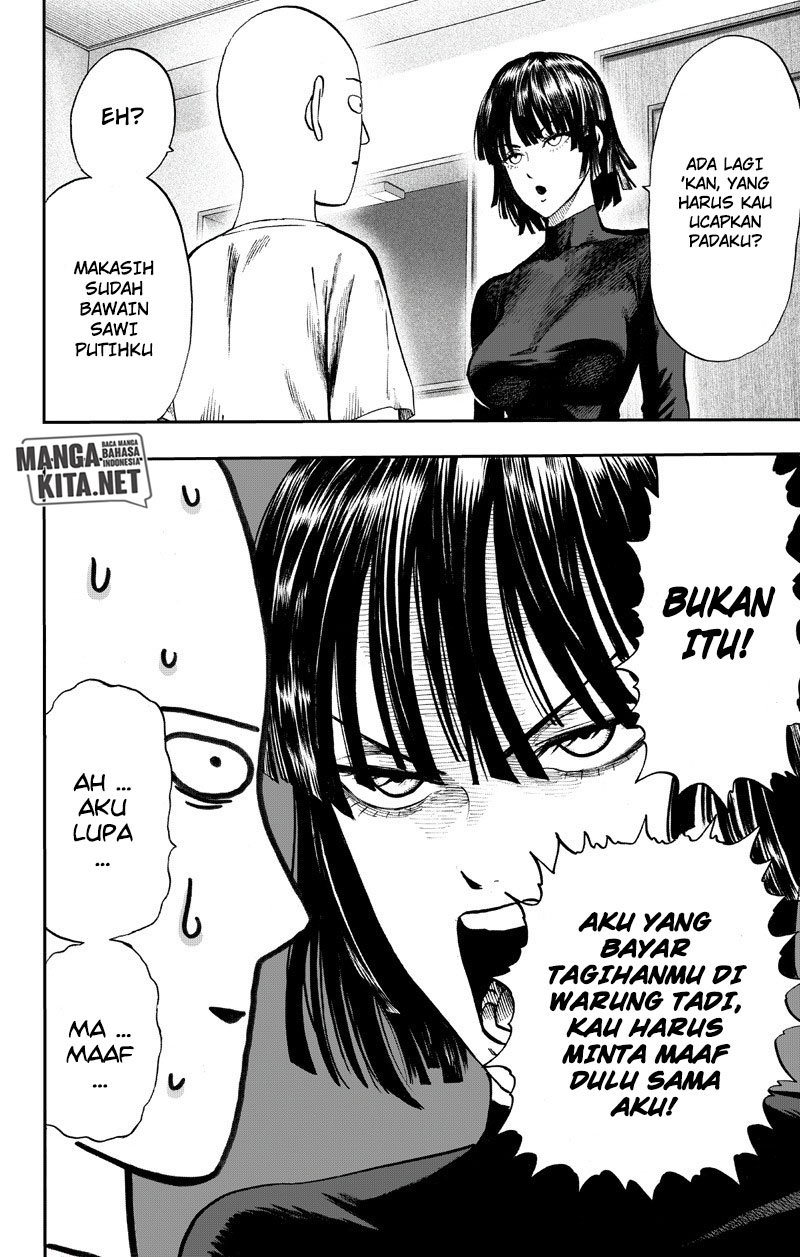 ADA LAGI
'KAN, YANG
HARUS KAU
UCAPKAN
PADAKU?
EH?
MAKASIH
SUDAH
BAWAIN
SAWI
PUTIHKU
MANGA
KITA.NET
BACA MANGA
BAHASA
INDONESIA
BUKAN
ITU!
AKU YANG
BAYAR
TAGIHANMU DI
WARUNG TADI,
KAU HARUS
MINTA MAAF
DULU SAMA
AKU!
AH ...
AKU
LUPA
...
MA ...
MAAF
...